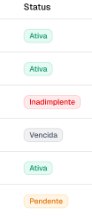 Status
Ativa
Ativa
Inadimplente
Vencida
Ativa
Pendente